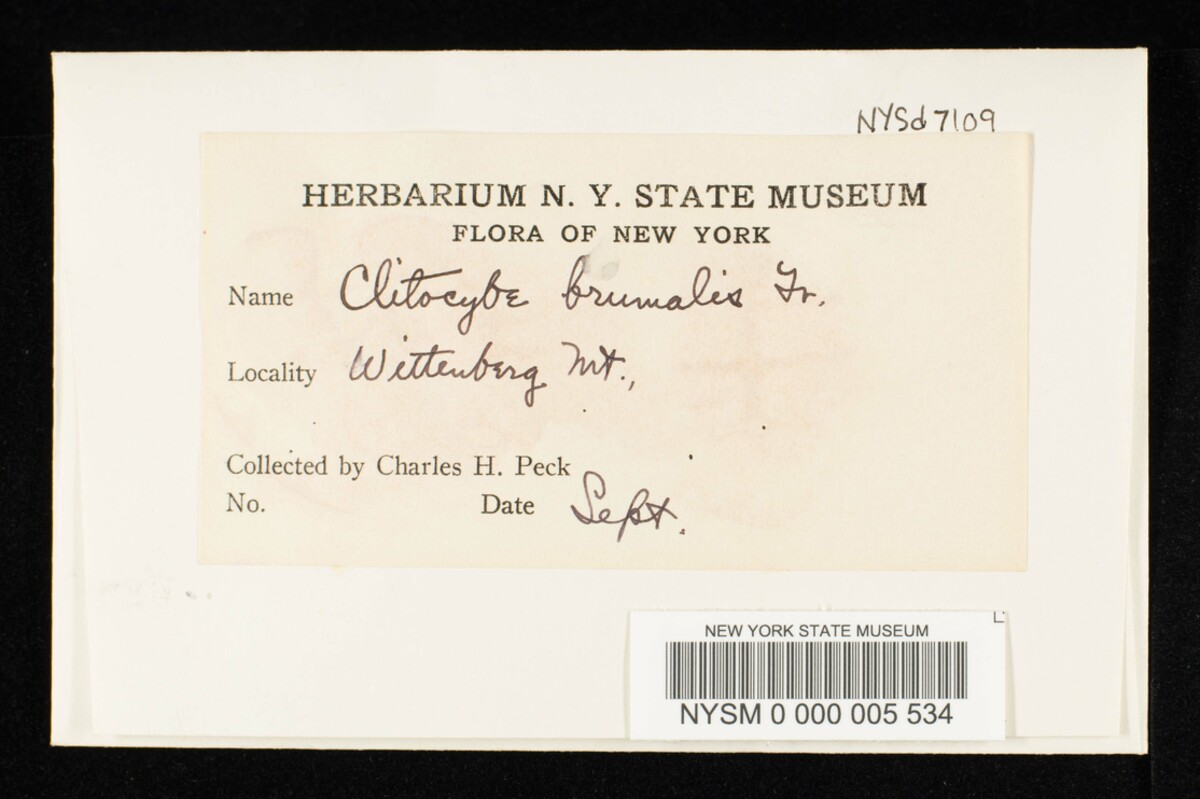 NYSd7109
HERBARIUM N. Y. STATE MUSEUM
FLORA OF NEW YORK
Name Clitocybe brumalis Fr.
Locality Wittenberg Mt.,
Collected by Charles H. Peck
No. Date Sept.
NEW YORK STATE MUSEUM
NYSM 0 000 005 534